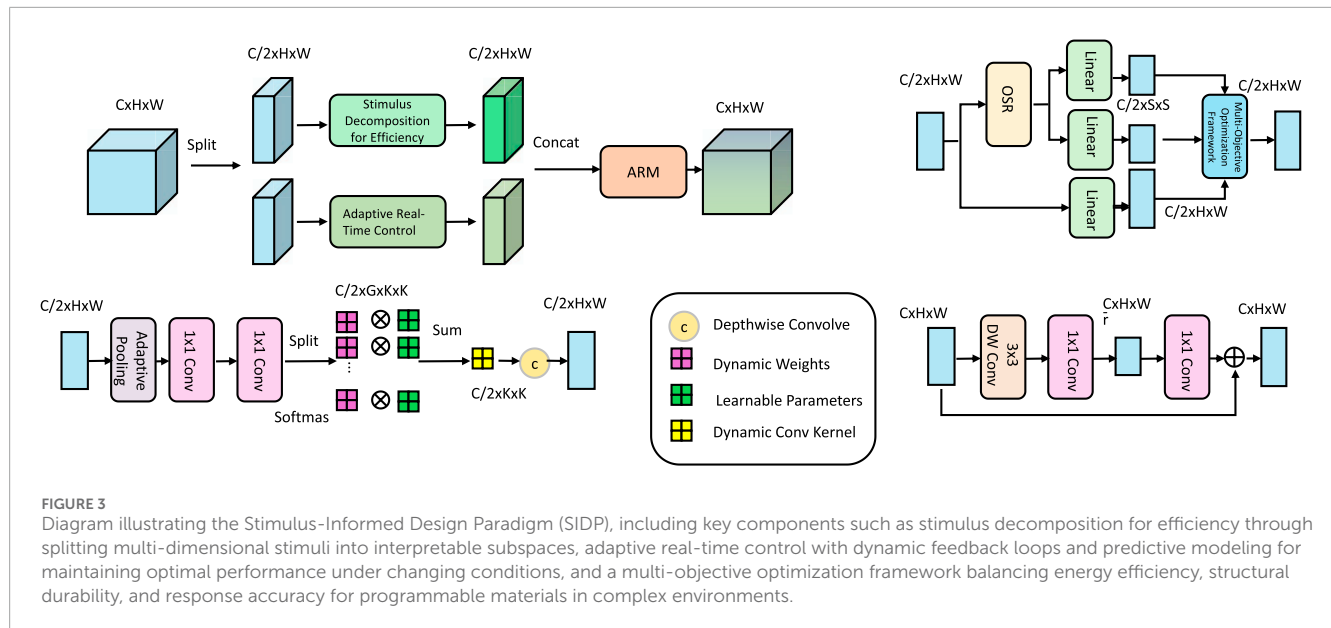 CxHxW
Split
C/2xHxW
Stimulus
Decomposition
for Efficiency
C/2xHxW
Adaptive Real-
Time Control
Concat
ARM
CxHxW
C/2xHxW
OSR
Linear
Linear
Linear
C/2xSxS
C/2xHxW
Multi-Objective
Optimization
Framework
C/2xHxW
C/2xHxW
Adaptive
Pooling
1x1 Conv
1x1 Conv
Split
Softmas
C/2xGxKxK
...
Sum
C/2xKxK
c
C/2xHxW
c Depthwise Convolve
Dynamic Weights
Learnable Parameters
Dynamic Conv Kernel
CxHxW
3x3
DW Conv
1x1 Conv
CxHxW
1x1 Conv
CxHxW
FIGURE 3
Diagram illustrating the Stimulus-Informed Design Paradigm (SIDP), including key components such as stimulus decomposition for efficiency through
splitting multi-dimensional stimuli into interpretable subspaces, adaptive real-time control with dynamic feedback loops and predictive modeling for
maintaining optimal performance under changing conditions, and a multi-objective optimization framework balancing energy efficiency, structural
durability, and response accuracy for programmable materials in complex environments.